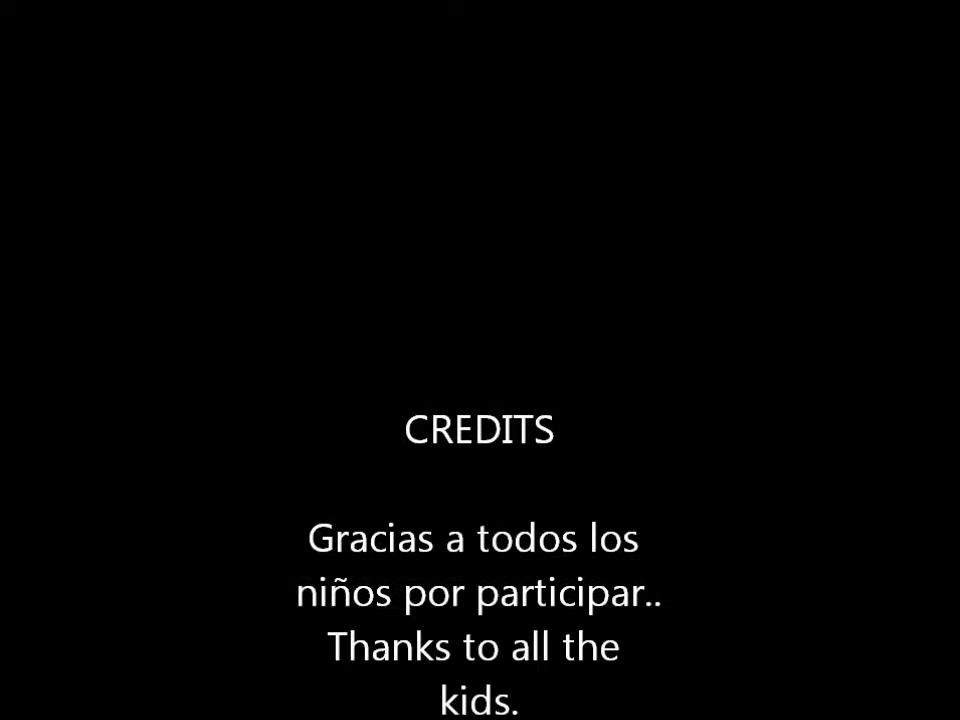 CREDITS
Gracias a todos los
niños por participar..
Thanks to all the
kids.